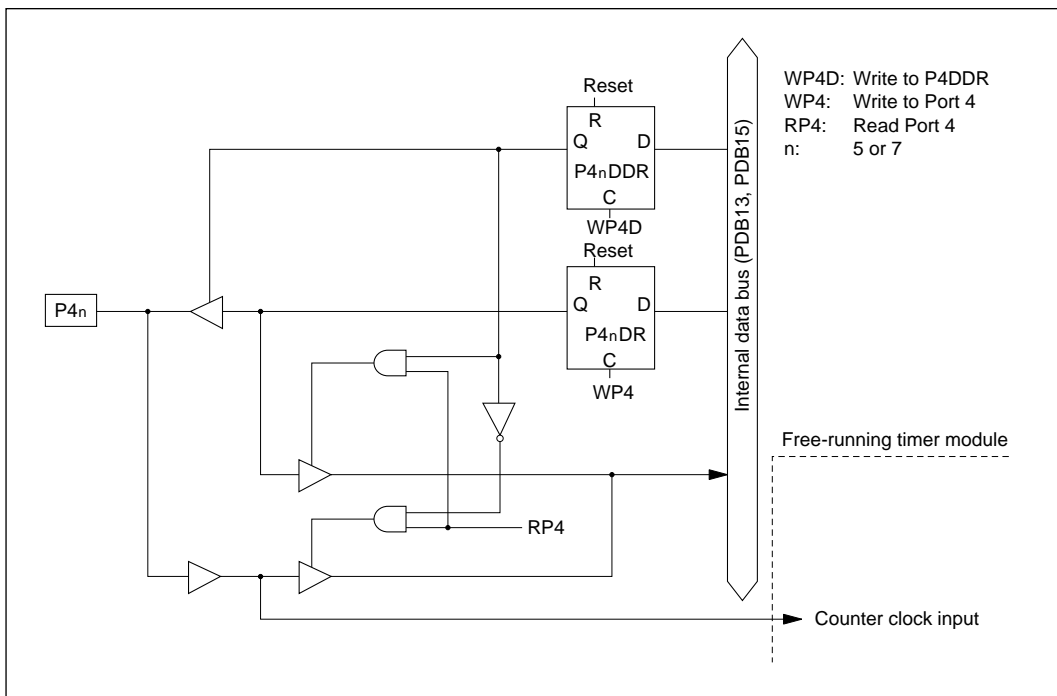 Reset
R
Q D
P4nDDR
C
WP4D
Reset
R
Q D
P4nDR
C
WP4
P4n
RP4
Internal data bus (PDB13, PDB15)
WP4D: Write to P4DDR
WP4: Write to Port 4
RP4: Read Port 4
n: 5 or 7
Free-running timer module
Counter clock input